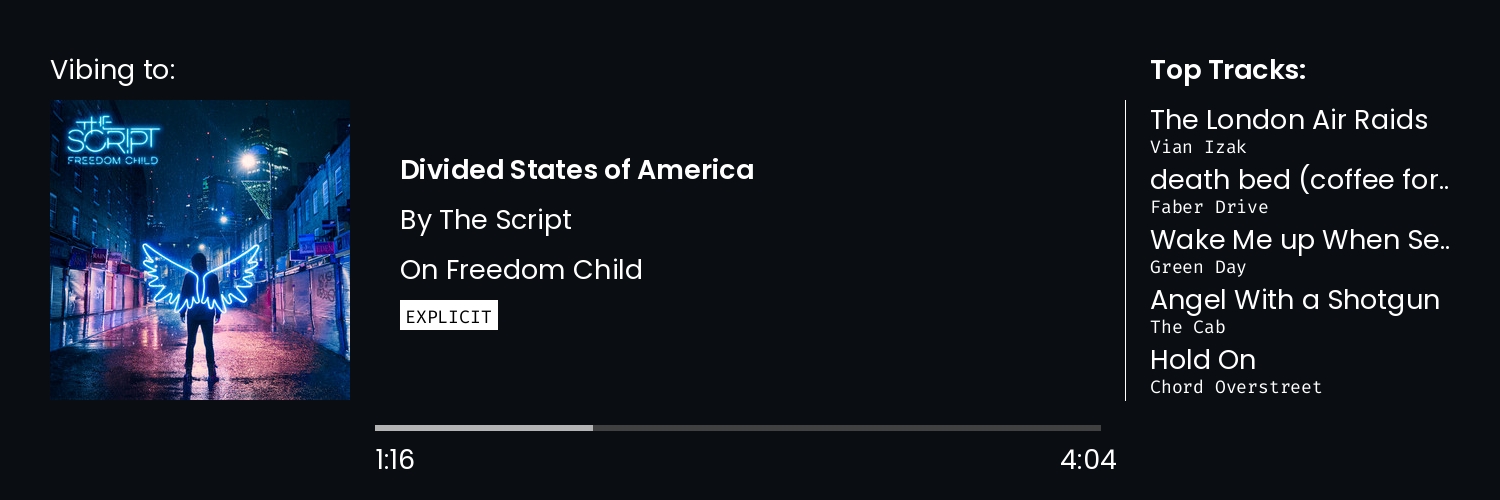 Vibing to:
THE
SCRIPT
FREEDOM CHILD
Divided States of America
By The Script
On Freedom Child
EXPLICIT
1:16
4:04
Top Tracks:
The London Air Raids
Vian Izak
death bed (coffee for..
Faber Drive
Wake Me up When Se..
Green Day
Angel With a Shotgun
The Cab
Hold On
Chord Overstreet